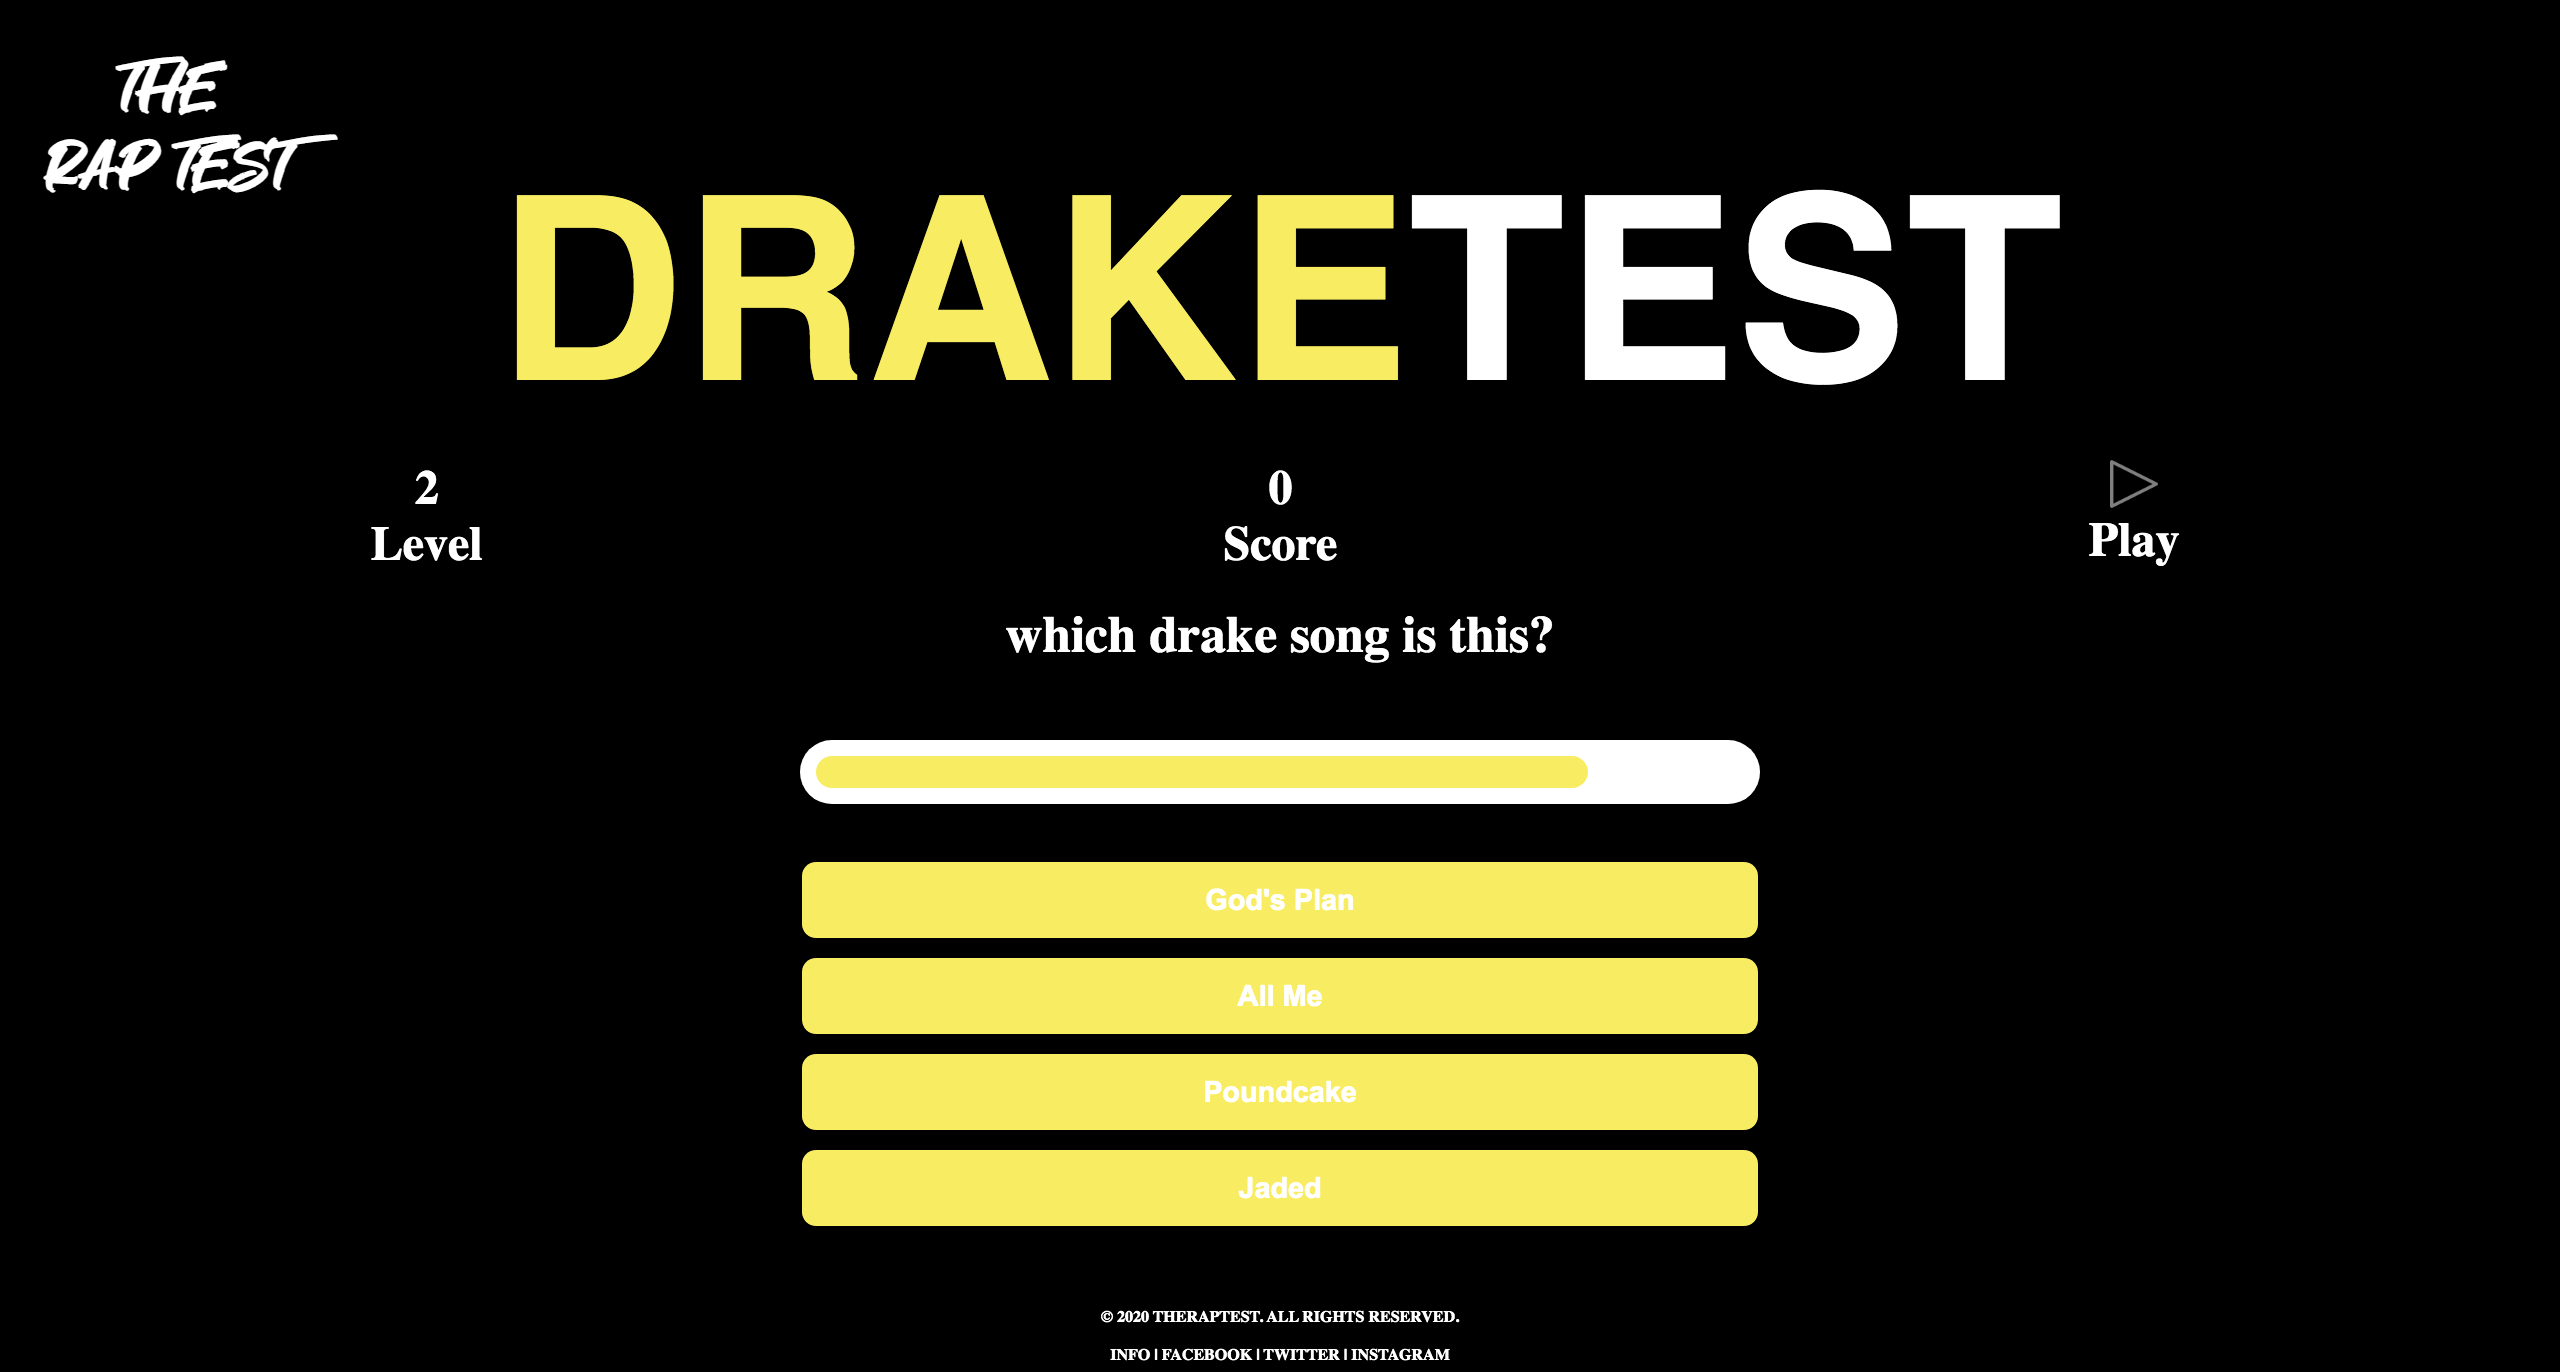 THE
RAP TEST
DRAKETEST
2
Level
0
Score
Play
which drake song is this?
God's Plan
All Me
Poundcake
Jaded
© 2020 THERAPTEST. ALL RIGHTS RESERVED.
INFO | FACEBOOK | TWITTER | INSTAGRAM